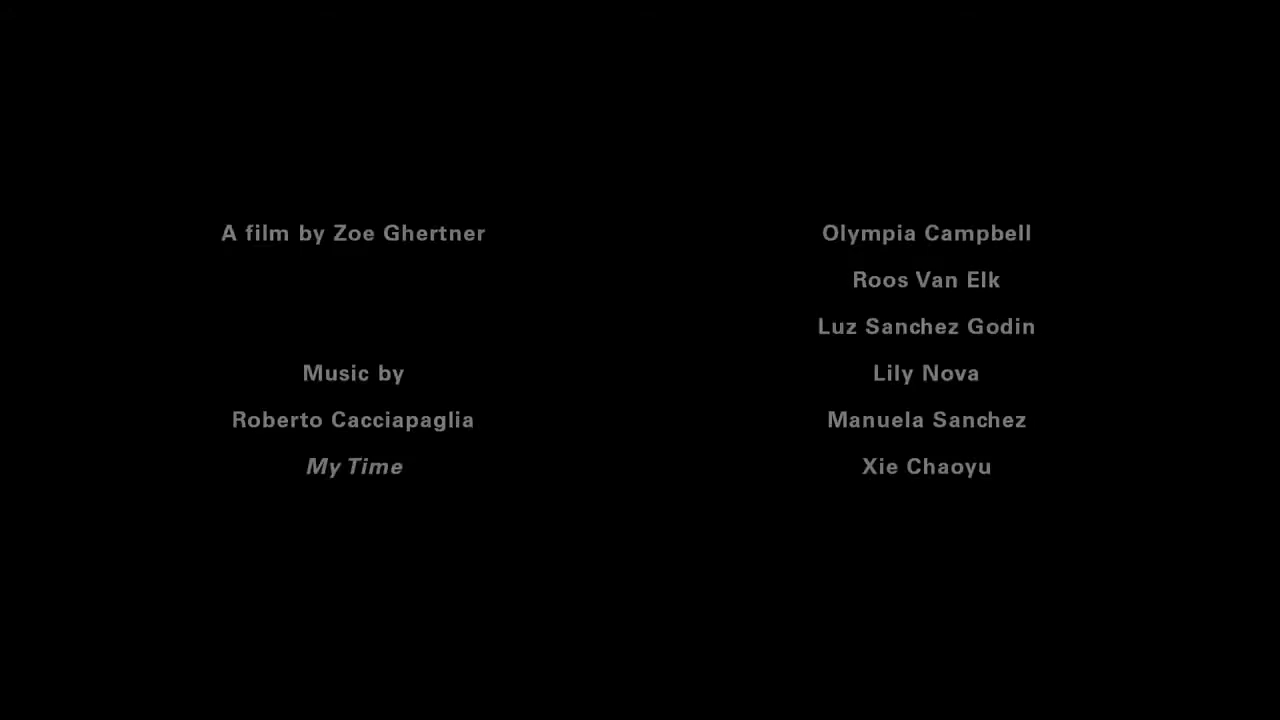 A film by Zoe Ghertner
Music by
Roberto Cacciapaglia
My Time
Olympia Campbell
Roos Van Elk
Luz Sanchez Godin
Lily Nova
Manuela Sanchez
Xie Chaoyu